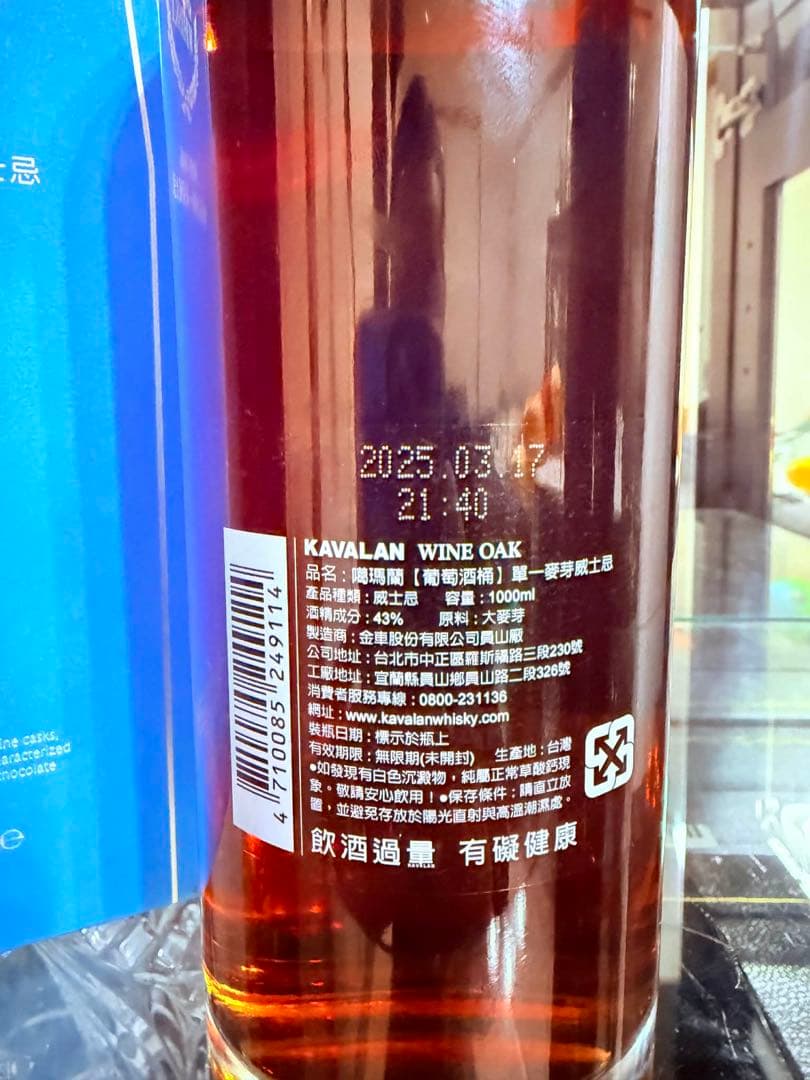 士忌
2025.03.17
21:40
KAVALAN WINE OAK
品名：噶瑪蘭【葡萄酒桶】單一麥芽威士忌
產品種類：威士忌 容量：1000ml
酒精成分：43% 原料：大麥芽
製造商：金車股份有限公司員山廠
公司地址：台北市中正區羅斯福路三段230號
工廠地址：宜蘭縣員山鄉員山路二段326號
消費者服務專線：0800-231136
網址：www.kavalanwhisky.com
裝瓶日期：標示於瓶上
有效期限：無限期(未開封) 生產地：台灣
●如發現有白色沉澱物，純屬正常草酸鈣現
象。敬請安心飲用！●保存條件：請直立放
置，並避免存放於陽光直射與高溫潮濕處。
飲酒過量 有礙健康
KAVALAN
4 710085 249114
ine casks,
aracterized
chocolate
e